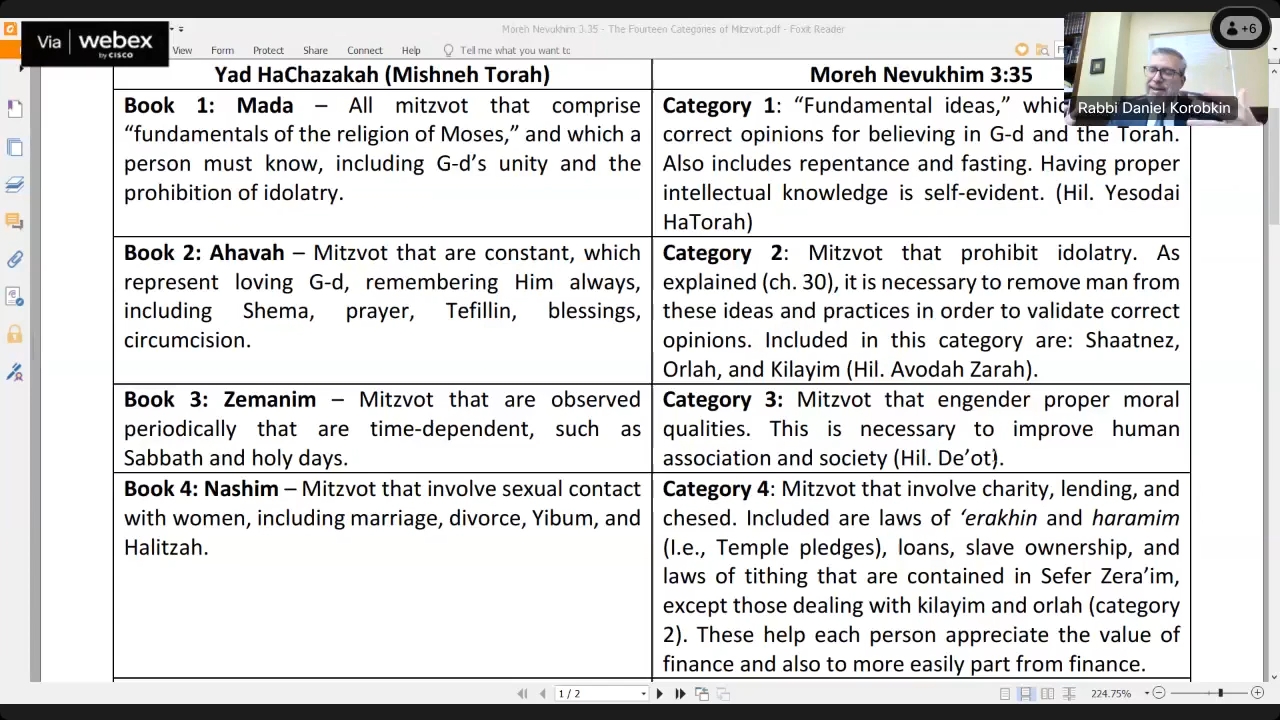 Moreh Nevukhim 3.35 - The Fourteen Categories of Mitzvot.pdf - Foxit Reader
Via webex
by CISCO
+6
View Form Protect Share Connect Help Tell me what you want tc
Rabbi Daniel Korobkin
Yad HaChazakah (Mishneh Torah)
Moreh Nevukhim 3:35
Book 1: Mada – All mitzvot that comprise
“fundamentals of the religion of Moses,” and which a
person must know, including G-d’s unity and the
prohibition of idolatry.
Category 1: “Fundamental ideas,”
correct opinions for believing in G-d and the Torah.
Also includes repentance and fasting. Having proper
intellectual knowledge is self-evident. (Hil. Yesodai
HaTorah)
Book 2: Ahavah – Mitzvot that are constant, which
represent loving G-d, remembering Him always,
including Shema, prayer, Tefillin, blessings,
circumcision.
Category 2: Mitzvot that prohibit idolatry. As
explained (ch. 30), it is necessary to remove man from
these ideas and practices in order to validate correct
opinions. Included in this category are: Shaatnez,
Orlah, and Kilayim (Hil. Avodah Zarah).
Book 3: Zemanim – Mitzvot that are observed
periodically that are time-dependent, such as
Sabbath and holy days.
Category 3: Mitzvot that engender proper moral
qualities. This is necessary to improve human
association and society (Hil. De’ot).
Book 4: Nashim – Mitzvot that involve sexual contact
with women, including marriage, divorce, Yibum, and
Halitzah.
Category 4: Mitzvot that involve charity, lending, and
chesed. Included are laws of ‘erakhin and haramim
(I.e., Temple pledges), loans, slave ownership, and
laws of tithing that are contained in Sefer Zera’im,
except those dealing with kilayim and orlah (category
2). These help each person appreciate the value of
finance and also to more easily part from finance.
1 / 2
224.75%